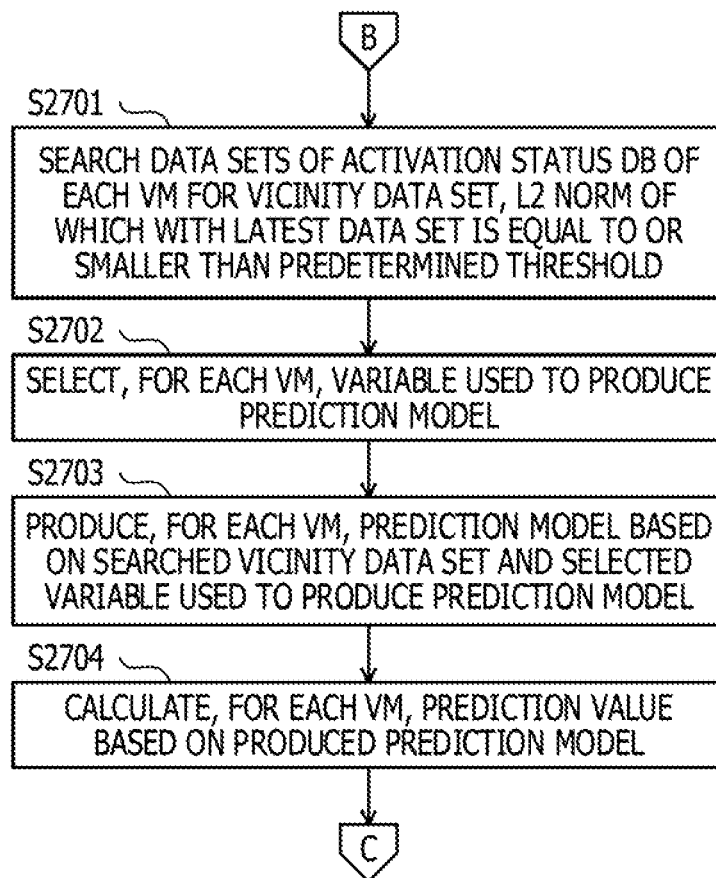 B
S2701
SEARCH DATA SETS OF ACTIVATION STATUS DB OF
EACH VM FOR VICINITY DATA SET, L2 NORM OF
WHICH WITH LATEST DATA SET IS EQUAL TO OR
SMALLER THAN PREDETERMINED THRESHOLD
S2702
SELECT, FOR EACH VM, VARIABLE USED TO PRODUCE
PREDICTION MODEL
S2703
PRODUCE, FOR EACH VM, PREDICTION MODEL BASED
ON SEARCHED VICINITY DATA SET AND SELECTED
VARIABLE USED TO PRODUCE PREDICTION MODEL
S2704
CALCULATE, FOR EACH VM, PREDICTION VALUE
BASED ON PRODUCED PREDICTION MODEL
C